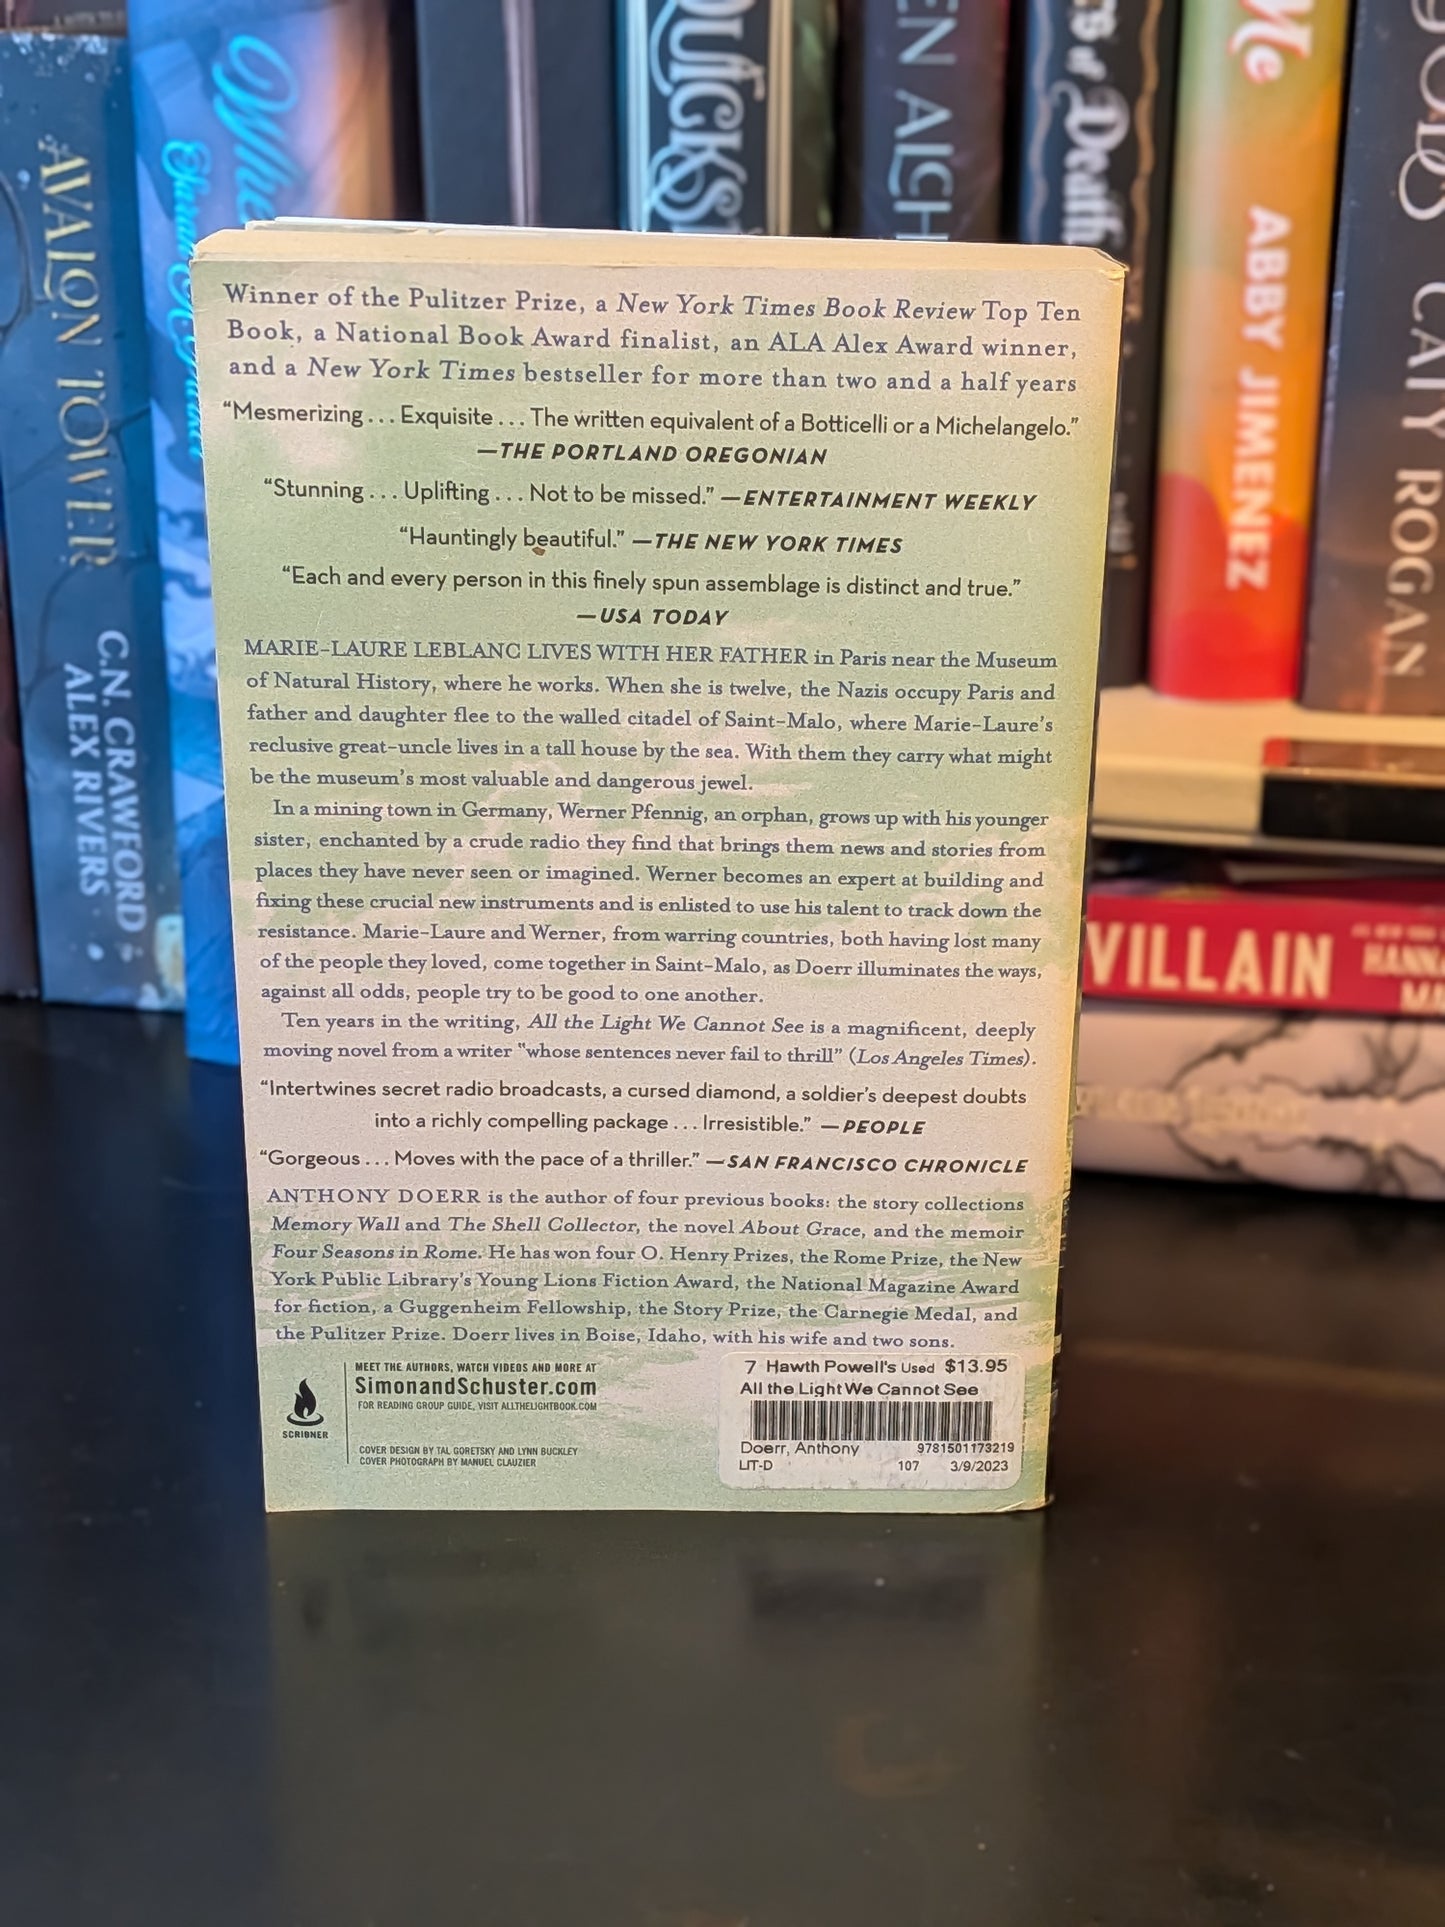 AVALON TOWER
C.N. CRAWFORD
ALEX RIVERS
QUICKS
EN ALCH
of Death
Me
ABBY JIMENEZ
CATY ROGAN
VILLAIN
Winner of the Pulitzer Prize, a New York Times Book Review Top Ten
Book, a National Book Award finalist, an ALA Alex Award winner,
and a New York Times bestseller for more than two and a half years
“Mesmerizing . . . Exquisite . . . The written equivalent of a Botticelli or a Michelangelo.”
—THE PORTLAND OREGONIAN
“Stunning . . . Uplifting . . . Not to be missed.” —ENTERTAINMENT WEEKLY
“Hauntingly beautiful.” —THE NEW YORK TIMES
“Each and every person in this finely spun assemblage is distinct and true.”
—USA TODAY
MARIE-LAURE LEBLANC LIVES WITH HER FATHER in Paris near the Museum
of Natural History, where he works. When she is twelve, the Nazis occupy Paris and
father and daughter flee to the walled citadel of Saint-Malo, where Marie-Laure’s
reclusive great-uncle lives in a tall house by the sea. With them they carry what might
be the museum’s most valuable and dangerous jewel.
In a mining town in Germany, Werner Pfennig, an orphan, grows up with his younger
sister, enchanted by a crude radio they find that brings them news and stories from
places they have never seen or imagined. Werner becomes an expert at building and
fixing these crucial new instruments and is enlisted to use his talent to track down the
resistance. Marie-Laure and Werner, from warring countries, both having lost many
of the people they loved, come together in Saint-Malo, as Doerr illuminates the ways,
against all odds, people try to be good to one another.
Ten years in the writing, All the Light We Cannot See is a magnificent, deeply
moving novel from a writer “whose sentences never fail to thrill” (Los Angeles Times).
“Intertwines secret radio broadcasts, a cursed diamond, a soldier’s deepest doubts
into a richly compelling package . . . Irresistible.” —PEOPLE
“Gorgeous . . . Moves with the pace of a thriller.” —SAN FRANCISCO CHRONICLE
ANTHONY DOERR is the author of four previous books: the story collections
Memory Wall and The Shell Collector, the novel About Grace, and the memoir
Four Seasons in Rome. He has won four O. Henry Prizes, the Rome Prize, the New
York Public Library’s Young Lions Fiction Award, the National Magazine Award
for fiction, a Guggenheim Fellowship, the Story Prize, the Carnegie Medal, and
the Pulitzer Prize. Doerr lives in Boise, Idaho, with his wife and two sons.
SCRIBNER
MEET THE AUTHORS, WATCH VIDEOS AND MORE AT
SimonandSchuster.com
FOR READING GROUP GUIDE, VISIT ALLTHELIGHTBOOK.COM
COVER DESIGN BY TAL GORETSKY AND LYNN BUCKLEY
COVER PHOTOGRAPH BY MANUEL CLAUZIER
7 Hawth Powell's Used $13.95
All the Light We Cannot See
Doerr, Anthony 9781501173219
LIT-D 107 3/9/2023